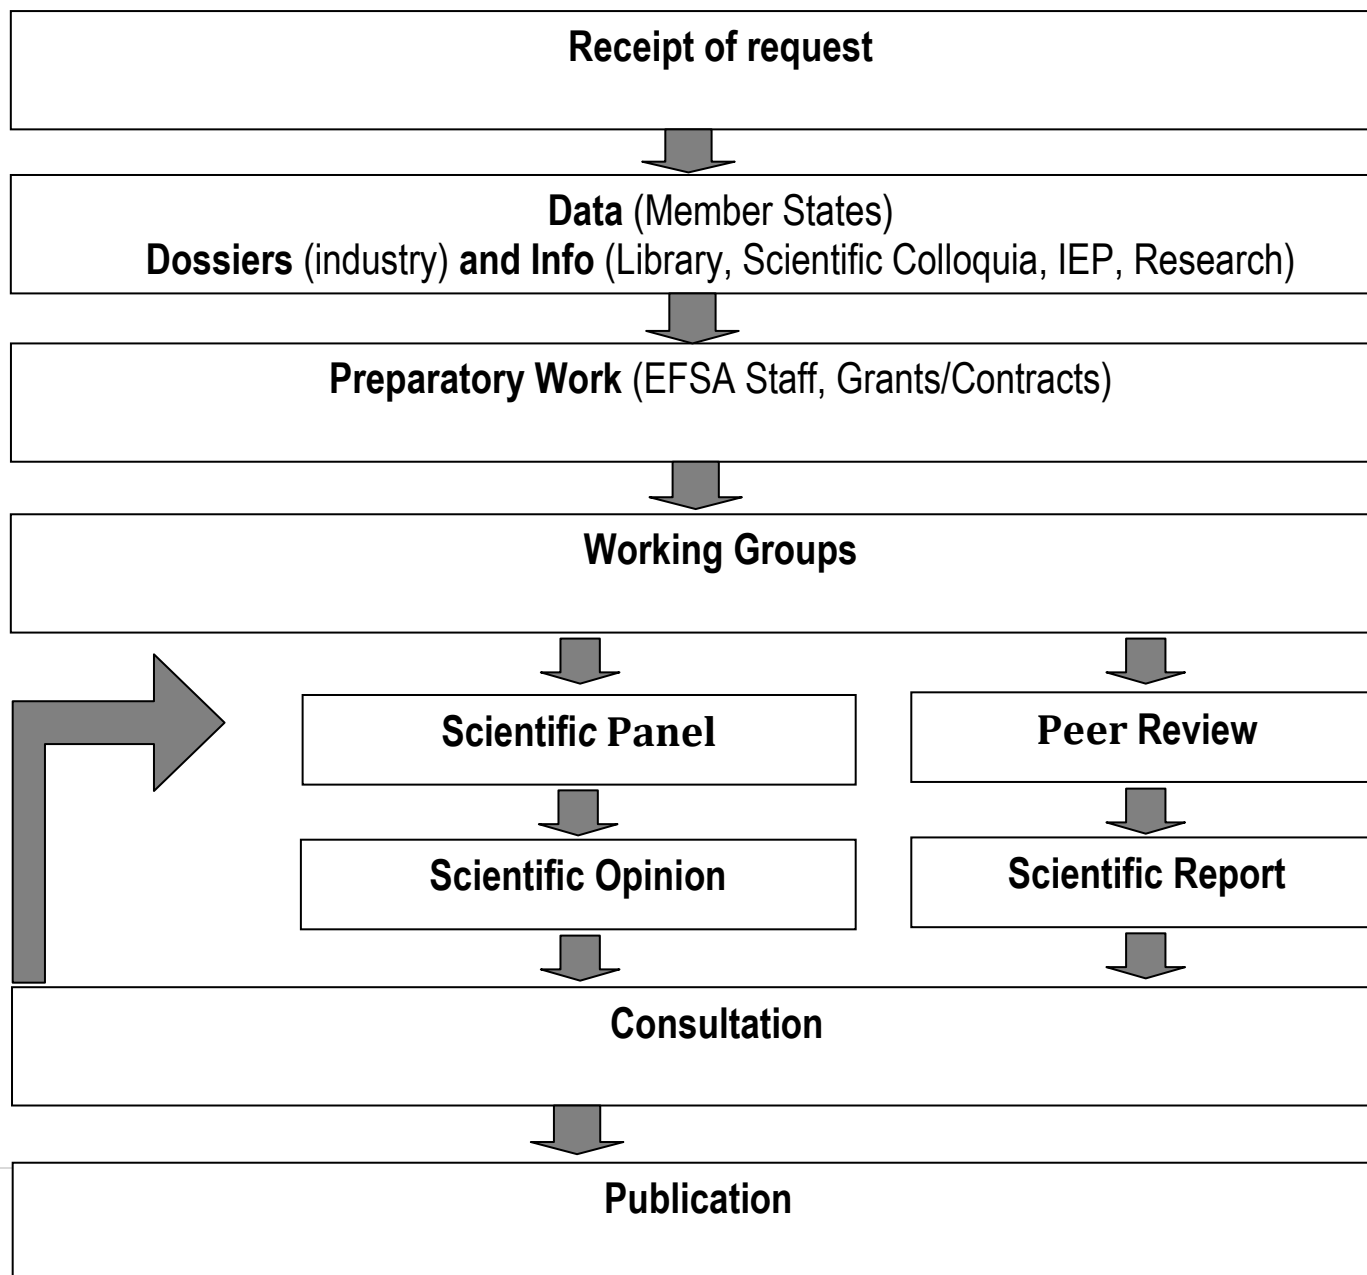 Receipt of request
Data (Member States)
Dossiers (industry) and Info (Library, Scientific Colloquia, IEP, Research)
Preparatory Work (EFSA Staff, Grants/Contracts)
Working Groups
Scientific Panel
Peer Review
Scientific Opinion
Scientific Report
Consultation
Publication